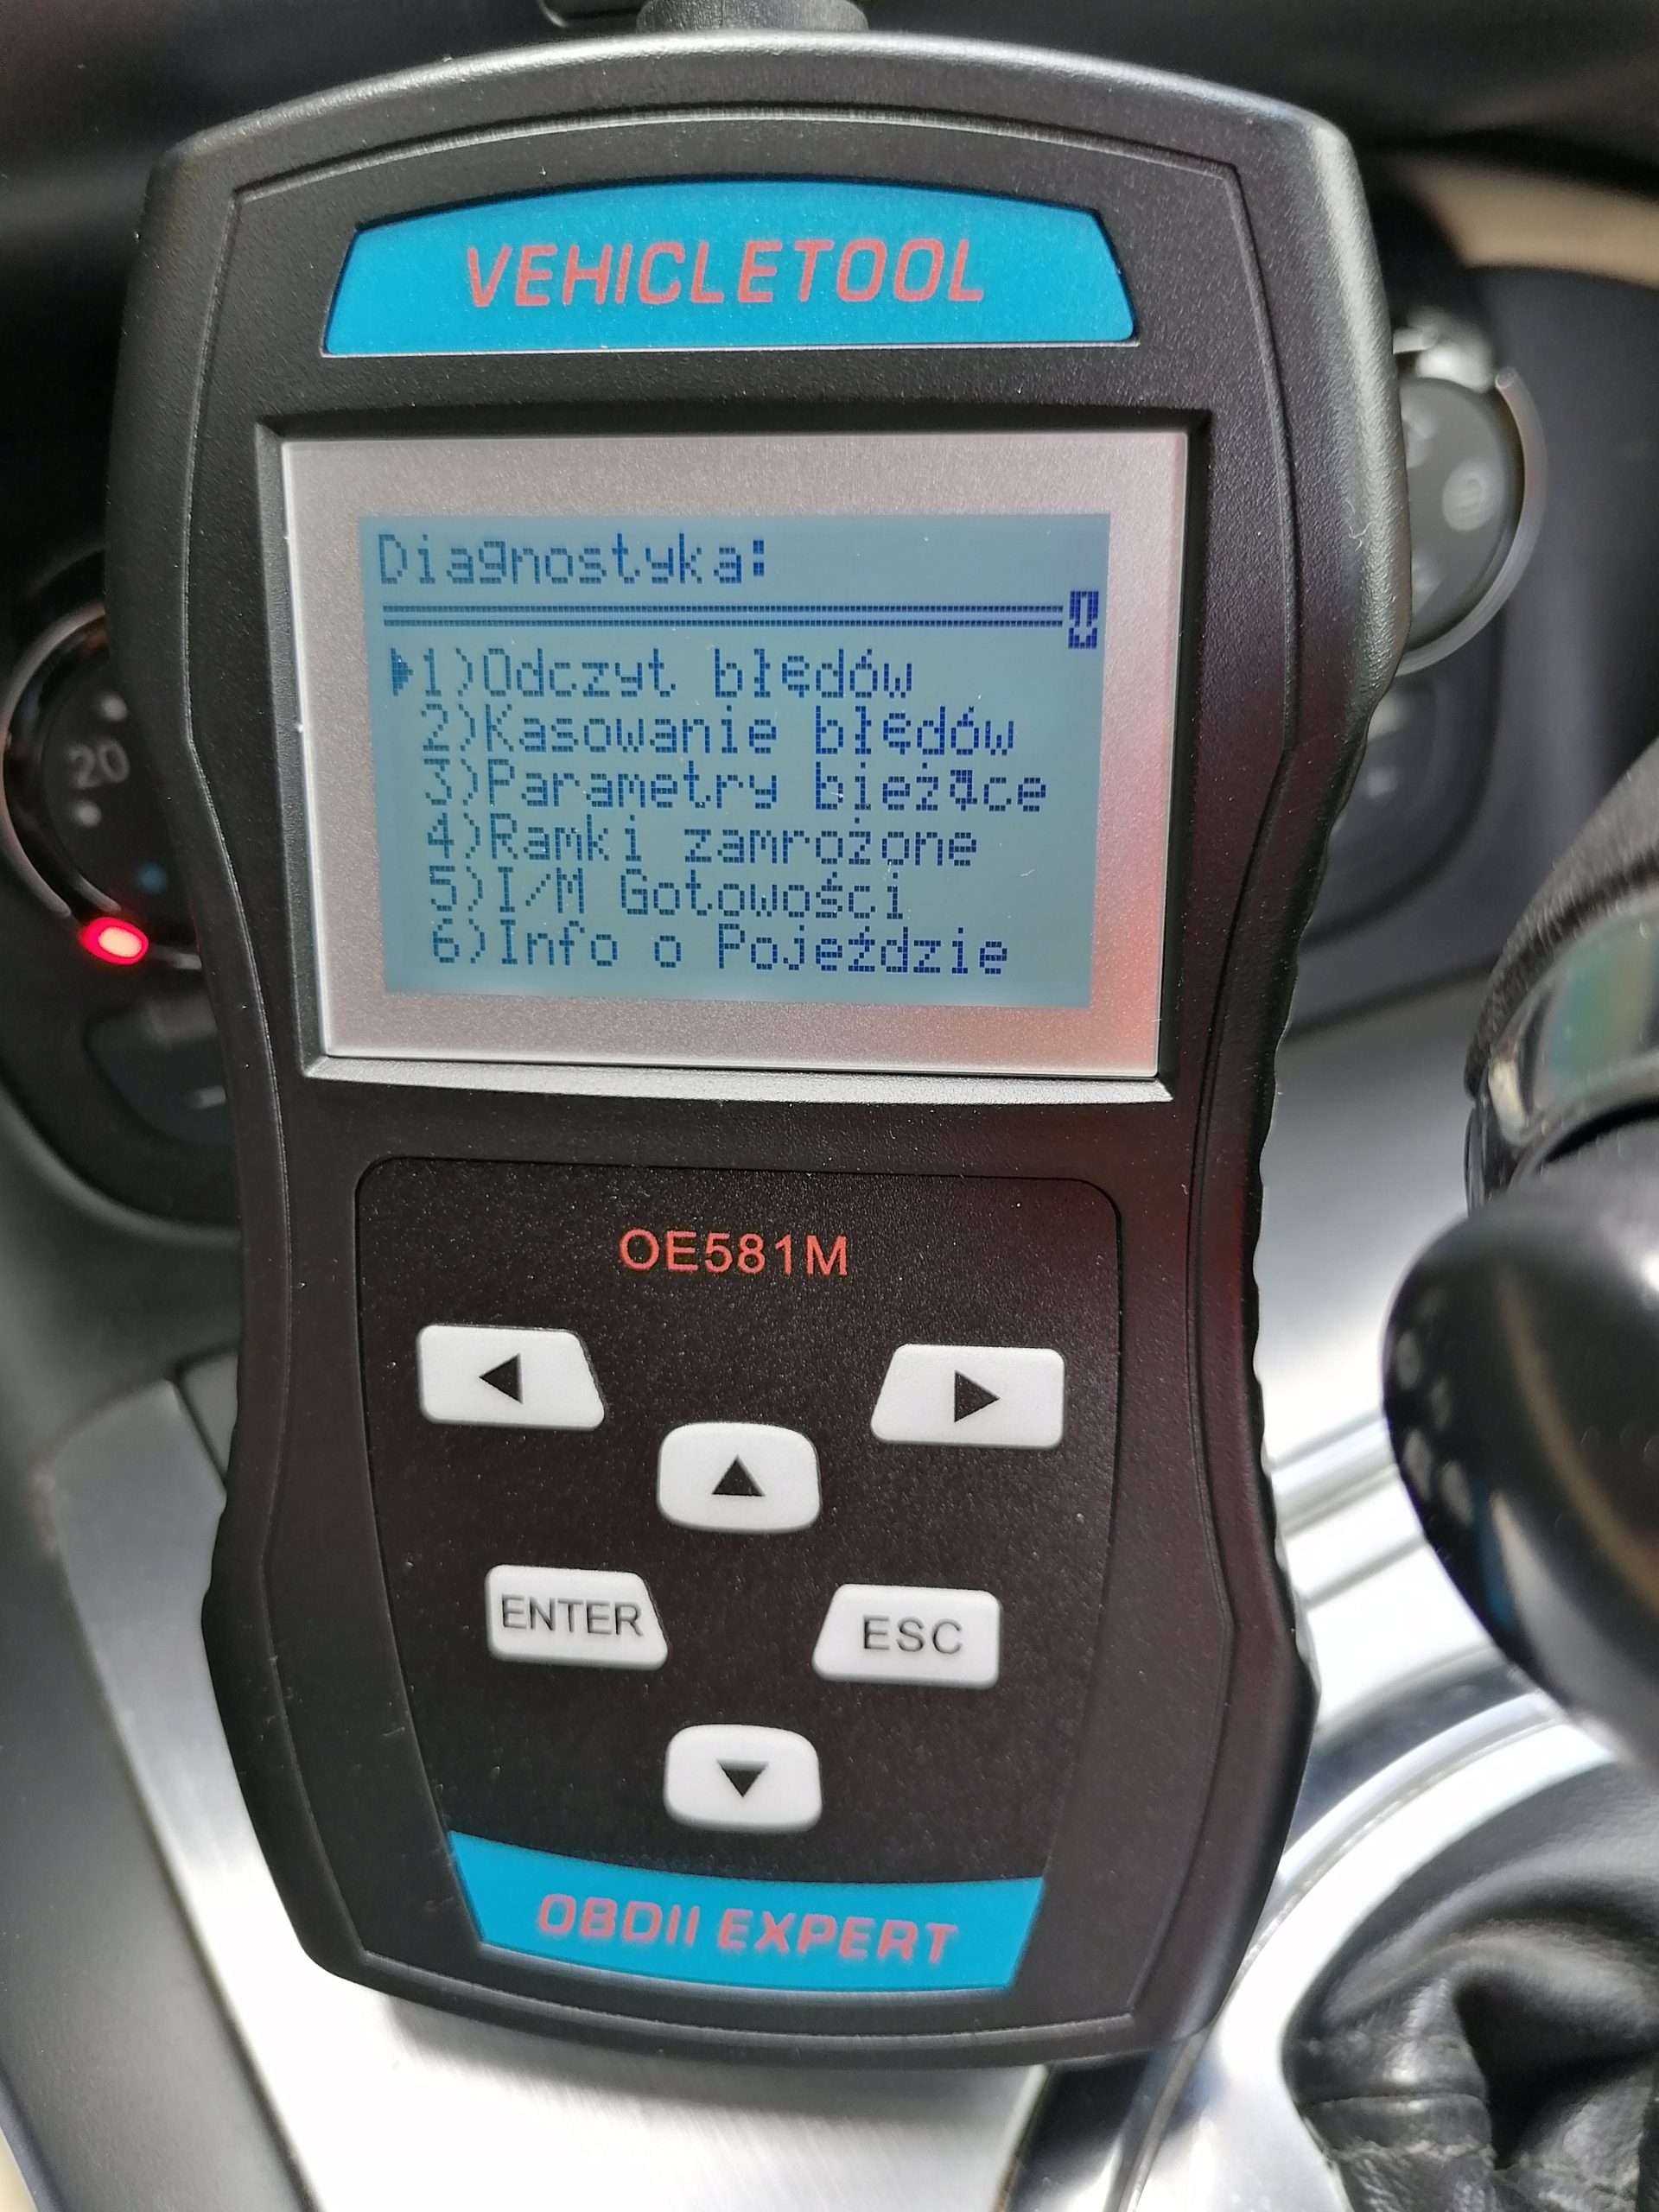 VEHICLETOOL
Diagnostyka:
1)Odczyt błędów
2)Kasowanie błędów
3)Parametry bieżące
4)Ramki zamrożone
5)I/M Gotowości
6)Info o Pojeździe
20
OE581M
ENTER
ESC
OBDII EXPERT